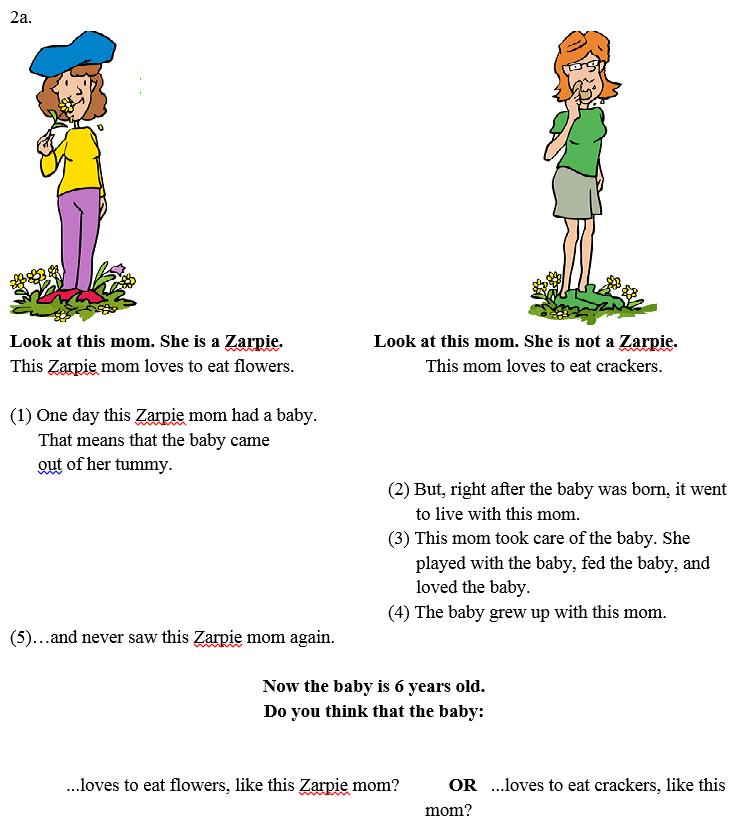 2a.
Look at this mom. She is a Zarpie.
This Zarpie mom loves to eat flowers.
Look at this mom. She is not a Zarpie.
This mom loves to eat crackers.
(1) One day this Zarpie mom had a baby.
That means that the baby came
out of her tummy.
(2) But, right after the baby was born, it went
to live with this mom.
(3) This mom took care of the baby. She
played with the baby, fed the baby, and
loved the baby.
(4) The baby grew up with this mom.
(5)…and never saw this Zarpie mom again.
Now the baby is 6 years old.
Do you think that the baby:
...loves to eat flowers, like this Zarpie mom? OR ...loves to eat crackers, like this
mom?